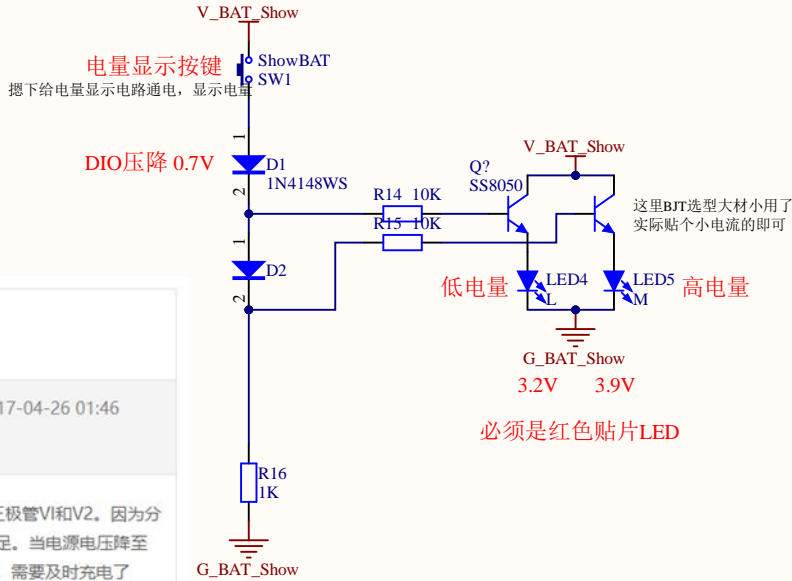 V_BAT_Show
电量显示按键
ShowBAT
SW1
摁下给电量显示电路通电，显示电量
1
DIO压降 0.7V
D1
1N4148WS
2
V_BAT_Show
Q?
SS8050
R14 10K
R15 10K
这里BJT选型大材小用了
实际贴个小电流的即可
1
D2
2
低电量
LED4
L
LED5
M
高电量
G_BAT_Show
3.2V 3.9V
必须是红色贴片LED
17-04-26 01:46
R16
1K
E极管VI和V2。因为分
足。当电源电压降至
需要及时充电了
G_BAT_Show